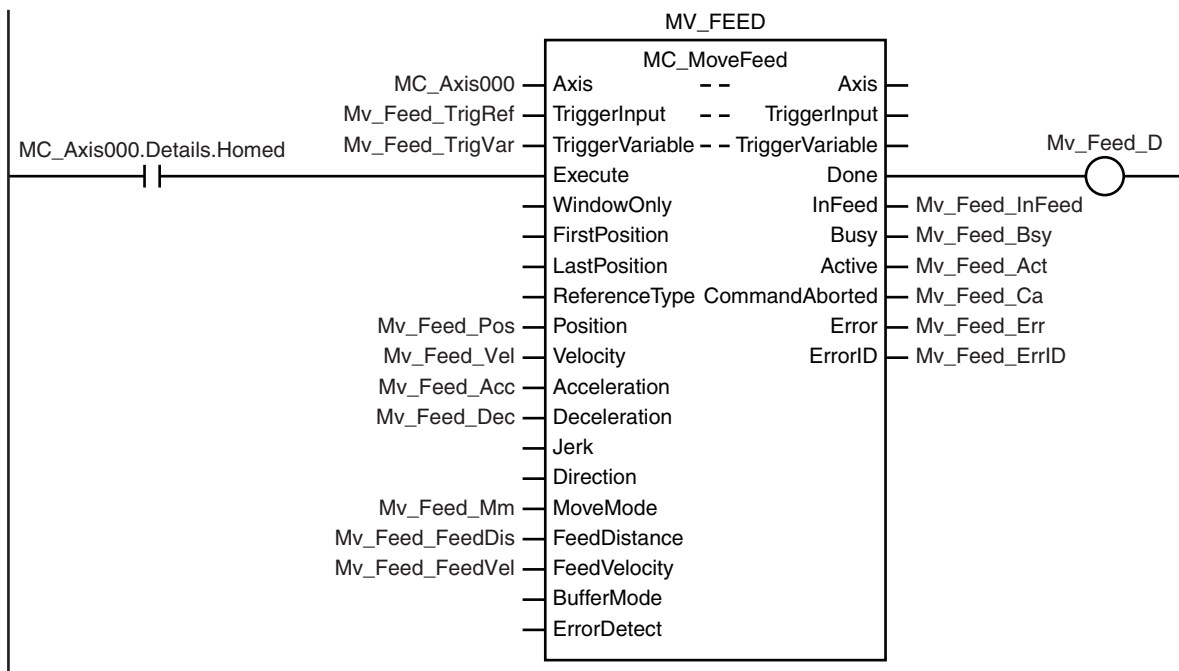 MV_FEED
MC_MoveFeed
MC_Axis000 Axis -- Axis
Mv_Feed_TrigRef TriggerInput -- TriggerInput
MC_Axis000.Details.Homed Mv_Feed_TrigVar TriggerVariable -- TriggerVariable Mv_Feed_D
Execute Done
WindowOnly InFeed Mv_Feed_InFeed
FirstPosition Busy Mv_Feed_Bsy
LastPosition Active Mv_Feed_Act
ReferenceType CommandAborted Mv_Feed_Ca
Mv_Feed_Pos Position Error Mv_Feed_Err
Mv_Feed_Vel Velocity ErrorID Mv_Feed_ErrID
Mv_Feed_Acc Acceleration
Mv_Feed_Dec Deceleration
Jerk
Direction
Mv_Feed_Mm MoveMode
Mv_Feed_FeedDis FeedDistance
Mv_Feed_FeedVel FeedVelocity
BufferMode
ErrorDetect